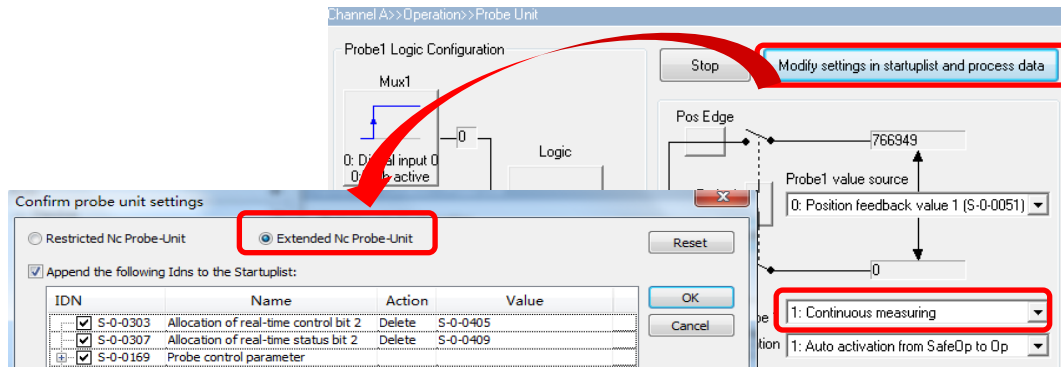 Channel A>>Operation>>Probe Unit
Probe1 Logic Configuration
Mux1
0
0: Di al input 0
0: active
Logic
Stop
Modify settings in startuplist and process data
Pos Edge
766949
Probe1 value source
0: Position feedback value 1 (S-0-0051)
0
1: Continuous measuring
tion
1: Auto activation from SafeOp to Op
Confirm probe unit settings
Restricted Nc Probe-Unit
Extended Nc Probe-Unit
Reset
Append the following Idns to the Startuplist:
IDN Name Action Value
S-0-0303 Allocation of real-time control bit 2 Delete S-0-0405
S-0-0307 Allocation of real-time status bit 2 Delete S-0-0409
S-0-0169 Probe control parameter
OK
Cancel